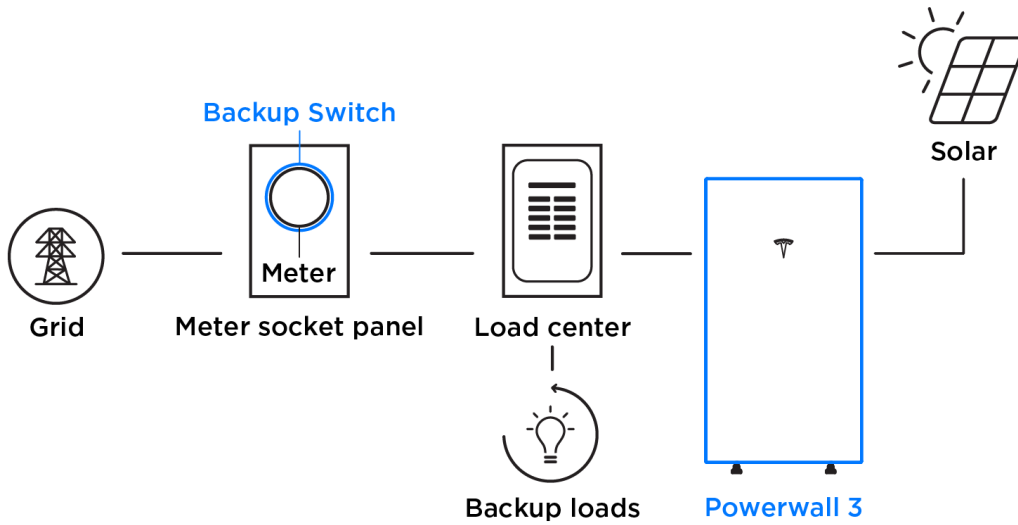 Backup Switch
Solar
Meter
Grid
Meter socket panel
Load center
Backup loads
Powerwall 3